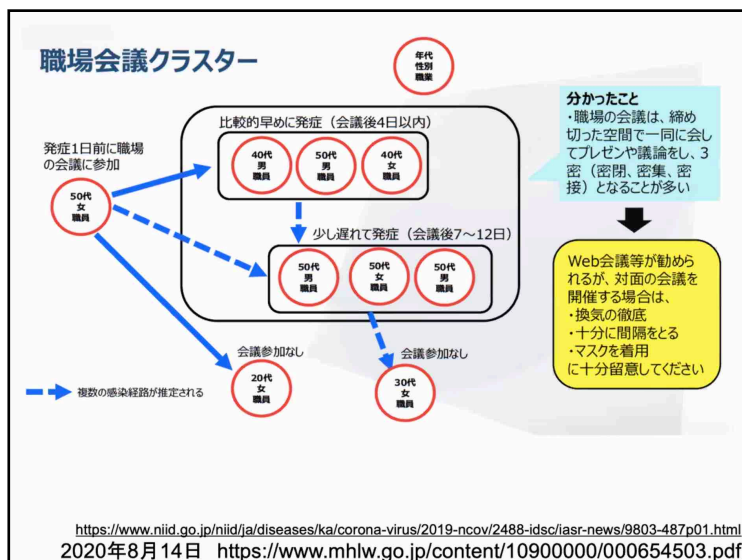 職場会議クラスター
年代
性別
職業
比較的早めに発症（会議後4日以内）
発症1日前に職場
の会議に参加
50代
女
職員
40代
男
職員
50代
男
職員
40代
女
職員
少し遅れて発症（会議後7～12日）
50代
男
職員
50代
女
職員
50代
男
職員
会議参加なし
20代
女
職員
会議参加なし
30代
女
職員
複数の感染経路が推定される
分かったこと
・職場の会議は、締め
切った空間で一同に会し
てプレゼンや議論をし、3
密（密閉、密集、密
接）となることが多い
Web会議等が勧めら
れるが、対面の会議を
開催する場合は、
・換気の徹底
・十分に間隔をとる
・マスクを着用
に十分留意してください
https://www.niid.go.jp/niid/ja/diseases/ka/corona-virus/2019-ncov/2488-idsc/iasr-news/9803-487p01.html
2020年8月14日 https://www.mhlw.go.jp/content/10900000/000654503.pdf